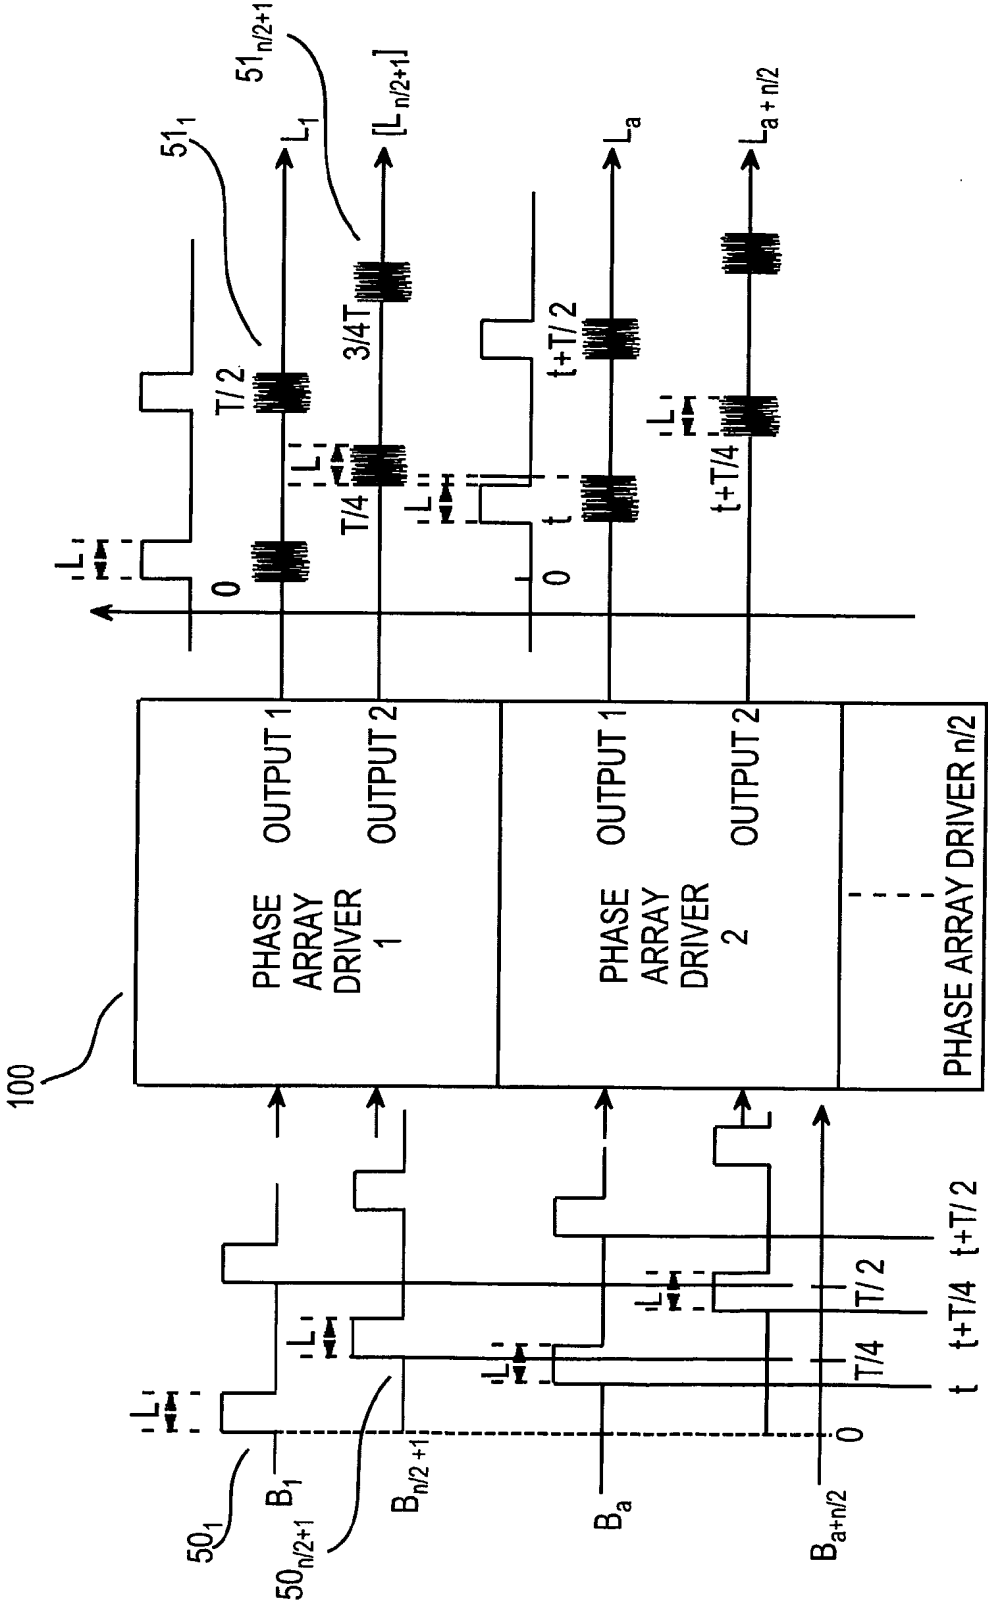 100
50₁
B₁
L
50ₙ/₂₊₁
Bₙ/₂ ₊₁
L
Bₐ
L
L
Bₐ₊ₙ/₂
0
t
T/4
t+T/4
T/2
t+T/2
PHASE
ARRAY
DRIVER
1
OUTPUT 1
OUTPUT 2
PHASE
ARRAY
DRIVER
2
OUTPUT 1
OUTPUT 2
PHASE ARRAY DRIVER n/2
L
0
T/2
51₁
L₁
T/4
L
3/4T
51ₙ/₂₊₁
[Lₙ/₂₊₁]
L
0
t
t+T/2
Lₐ
t+T/4
L
Lₐ ₊ ₙ/₂